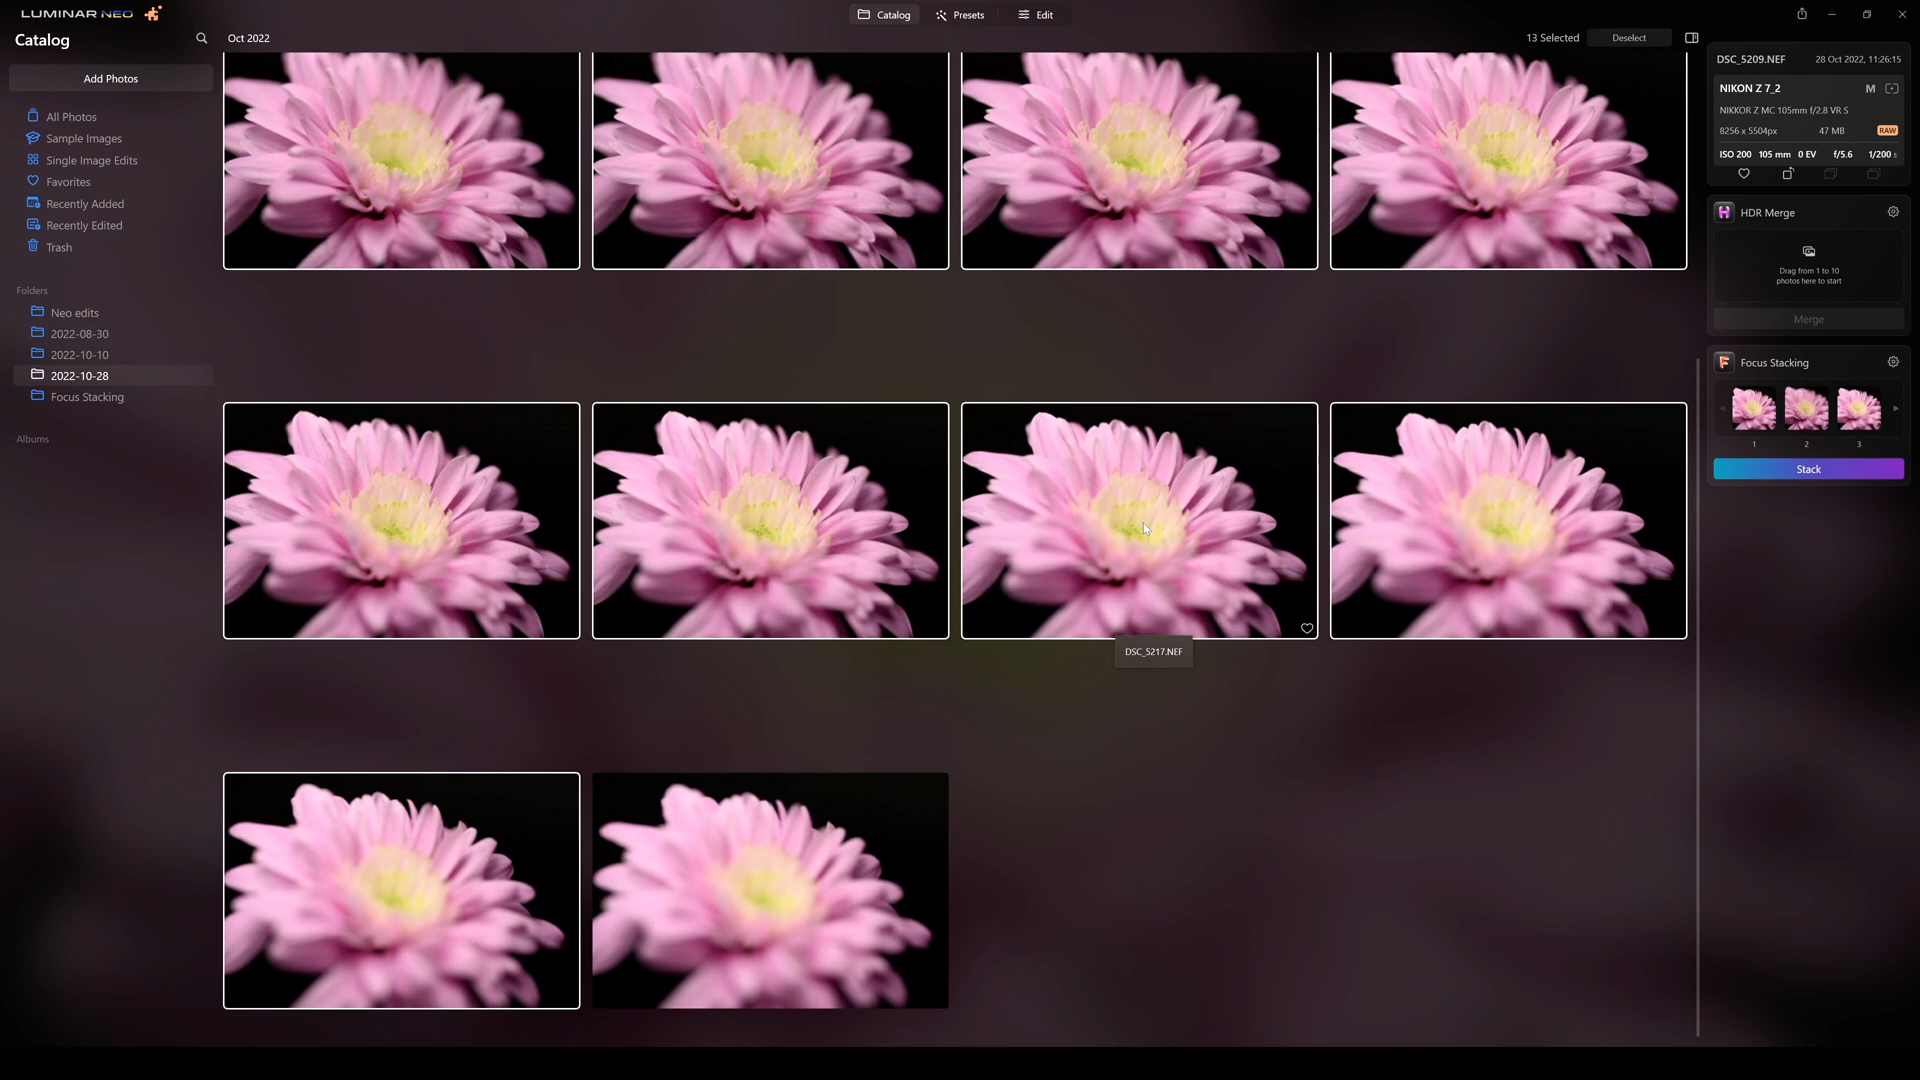 LUMINAR NEO
Catalog
Presets
Edit
Catalog
Oct 2022
13 Selected
Deselect
Add Photos
All Photos
Sample Images
Single Image Edits
Favorites
Recently Added
Recently Edited
Trash
Folders
Neo edits
2022-08-30
2022-10-10
2022-10-28
Focus Stacking
Albums
DSC_5217.NEF
DSC_5209.NEF 28 Oct 2022, 11:26:15
NIKON Z 7_2 M
NIKKOR Z MC 105mm f/2.8 VR S
8256 x 5504px 47 MB RAW
ISO 200 105 mm 0 EV f/5.6 1/200 s
HDR Merge
Drag from 1 to 10
photos here to start
Merge
Focus Stacking
1 2 3
Stack